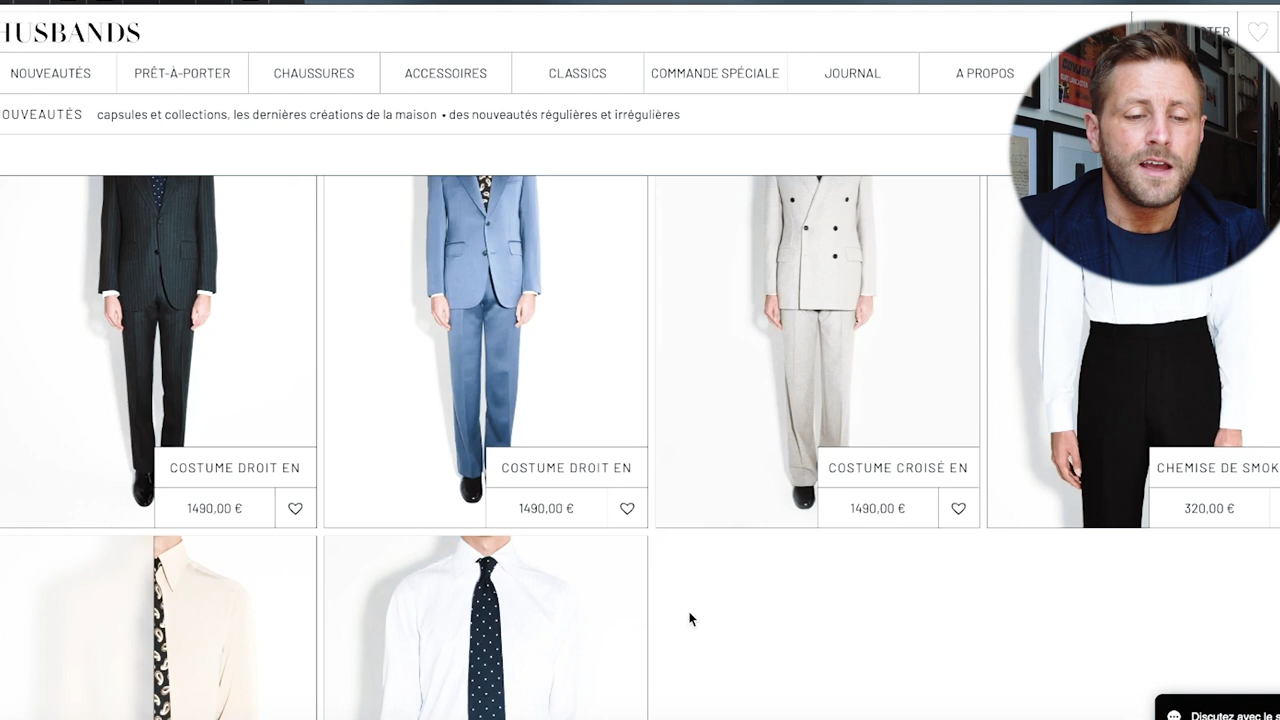 HUSBANDS
NOUVEAUTÉS
PRÊT-À-PORTER
CHAUSSURES
ACCESSOIRES
CLASSICS
COMMANDE SPÉCIALE
JOURNAL
A PROPOS
OUVEAUTÉS capsules et collections, les dernières créations de la maison • des nouveautés régulières et irrégulières
COSTUME DROIT EN
1490,00 €
COSTUME DROIT EN
1490,00 €
COSTUME CROISÉ EN
1490,00 €
CHEMISE DE SMOK
320,00 €
Discutez avec le s